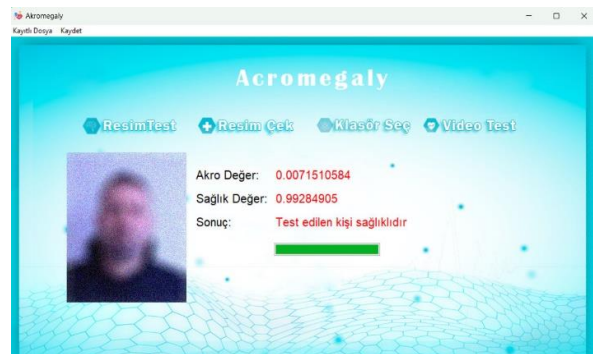 Akromegaly
Kayıtlı Dosya Kaydet
Acromegaly
ResimTest Resim Çek Klasör Seç Video Test
Akro Değer: 0.0071510584
Sağlık Değer: 0.99284905
Sonuç: Test edilen kişi sağlıklıdır